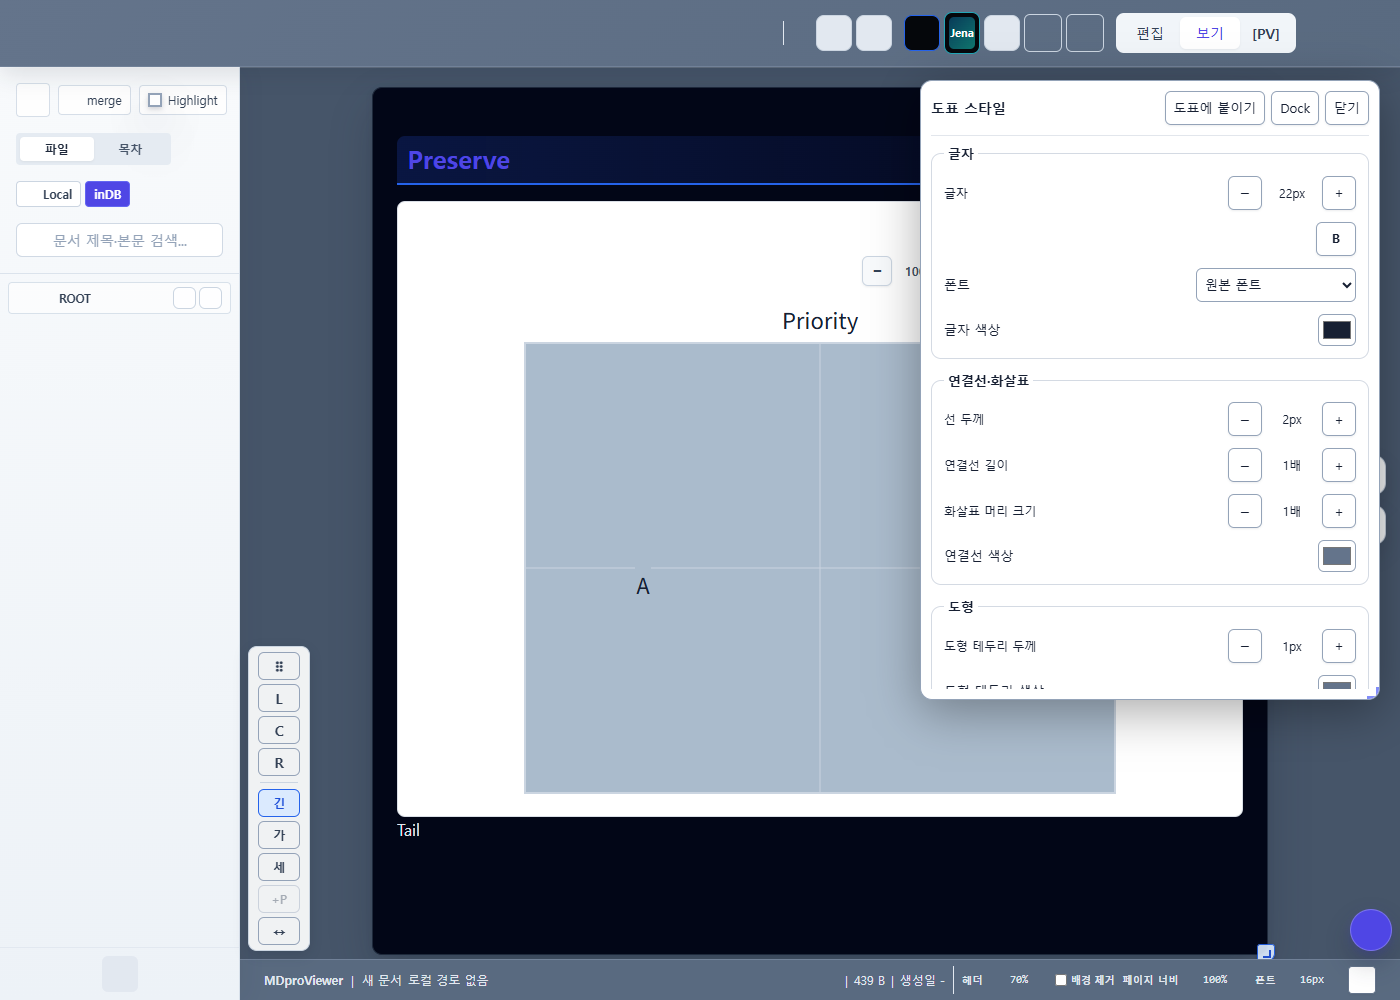 Jena
편집
보기
[PV]
merge
Highlight
파일
목차
Local
inDB
문서 제목·본문 검색...
ROOT
Preserve
−
Priority
A
Tail
⠿
L
C
R
긴
가
세
+P
↔
도표 스타일
도표에 붙이기
Dock
닫기
글자
글자
−
22px
+
B
폰트
원본 폰트
글자 색상
연결선·화살표
선 두께
−
2px
+
연결선 길이
−
1배
+
화살표 머리 크기
−
1배
+
연결선 색상
도형
도형 테두리 두께
−
1px
+
MDproViewer | 새 문서 로컬 경로 없음
| 439 B | 생성일 -
헤더
70%
배경 제거
페이지 너비
100%
폰트
16px